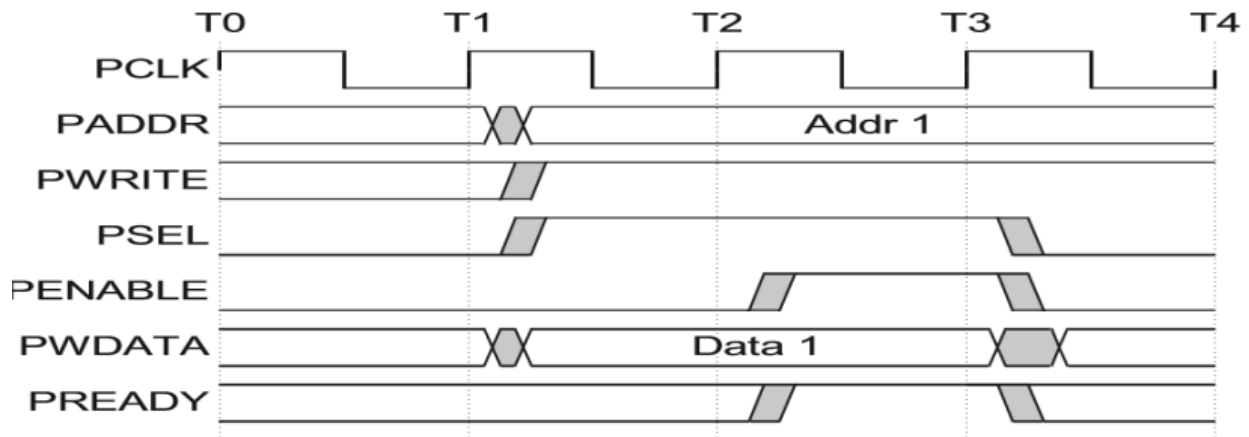 T0 T1 T2 T3 T4
PCLK
PADDR Addr 1
PWRITE
PSEL
PENABLE
PWDATA Data 1
PREADY